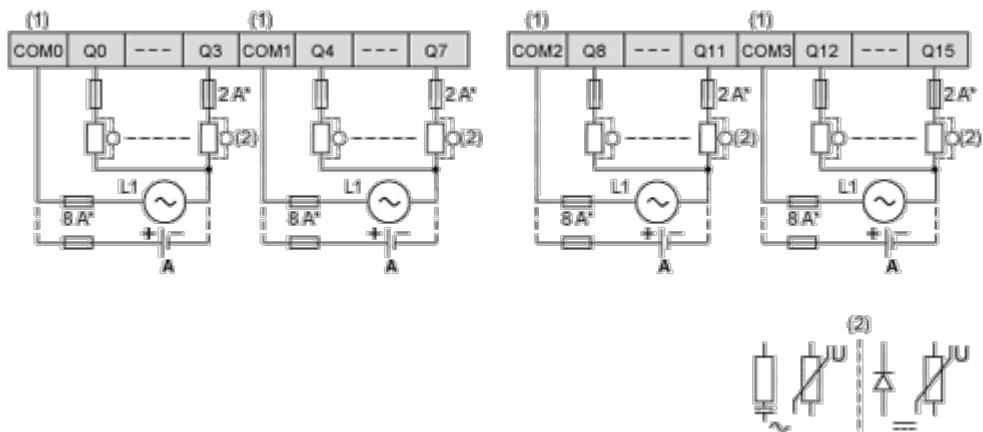 (1) (1) (1) (1)
COM0 Q0 --- Q3 COM1 Q4 --- Q7 COM2 Q8 --- Q11 COM3 Q12 --- Q15
2 A* 2 A* 2 A* 2 A*
(2) (2) (2) (2)
L1 L1 L1 L1
8 A* 8 A* 8 A* 8 A*
+ − + − + − + −
A A A A
(2)
U U